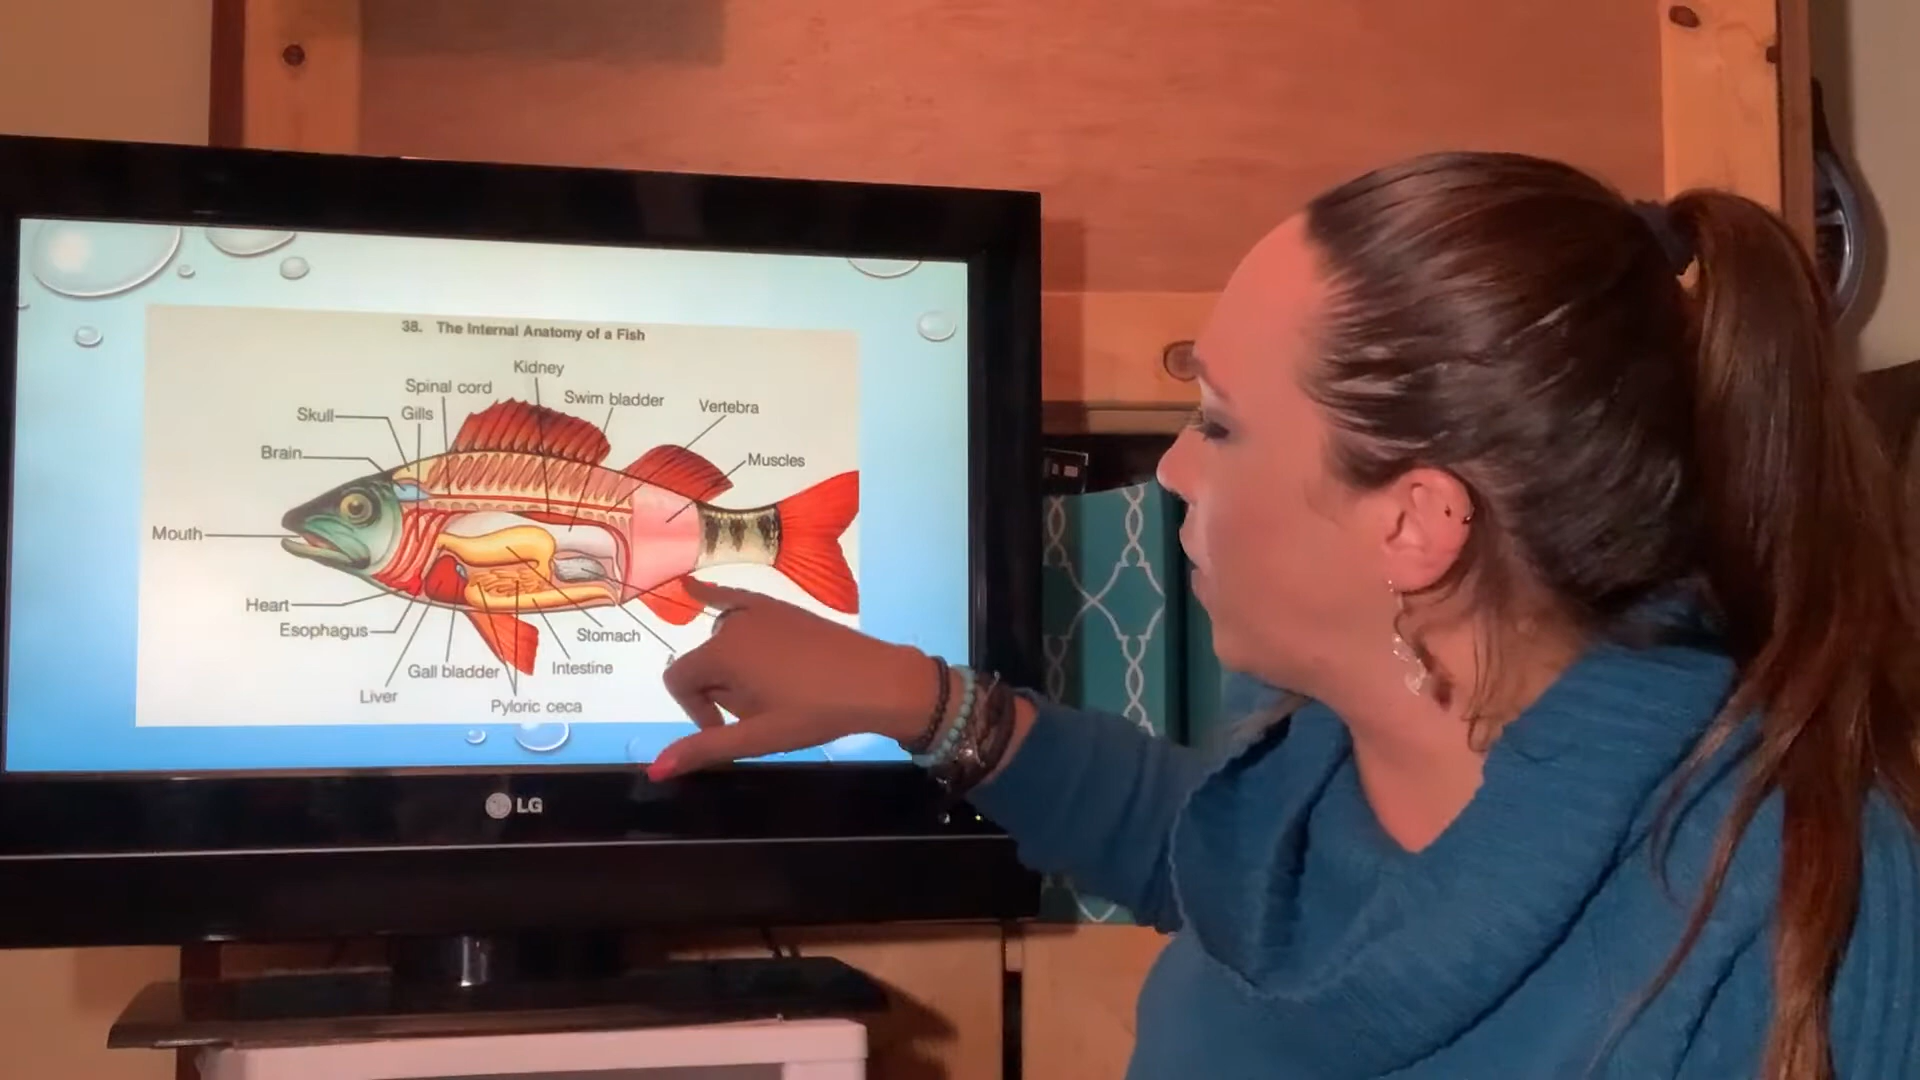 38. The Internal Anatomy of a Fish
Kidney
Spinal cord
Swim bladder
Vertebra
Skull
Gills
Brain
Muscles
Mouth
Heart
Esophagus
Stomach
Gall bladder
Intestine
Liver
Pyloric ceca
LG